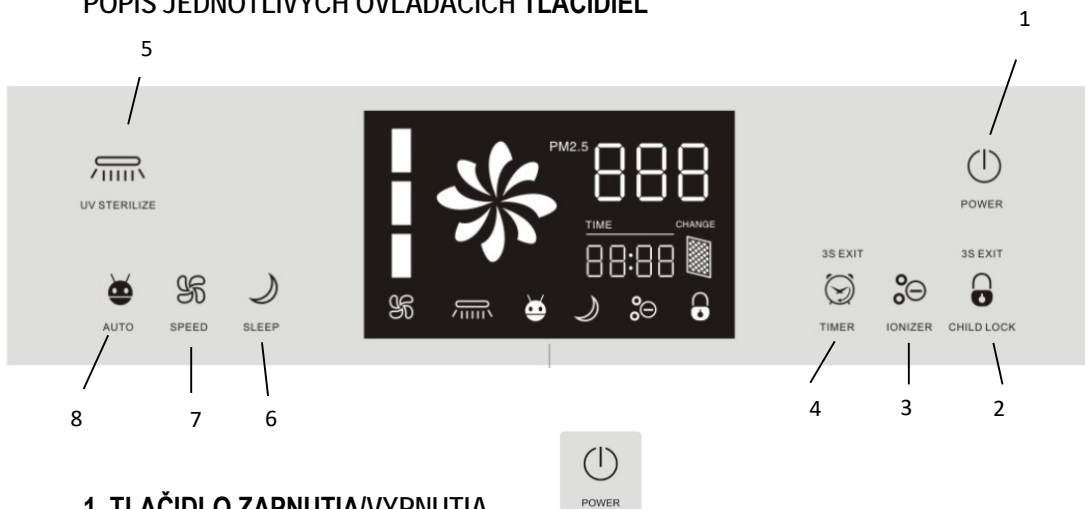 POPIS JEDNOTLIVÝCH OVLÁDACÍCH TLAČIDIEL
1
5
PM2.5 888
UV STERILIZE
POWER
TIME CHANGE
88:88
3S EXIT 3S EXIT
AUTO SPEED SLEEP
TIMER IONIZER CHILD LOCK
8 7 6
4 3 2
POWER
1. TLAČIDLO ZAPNUTIA/VYPNUTIA